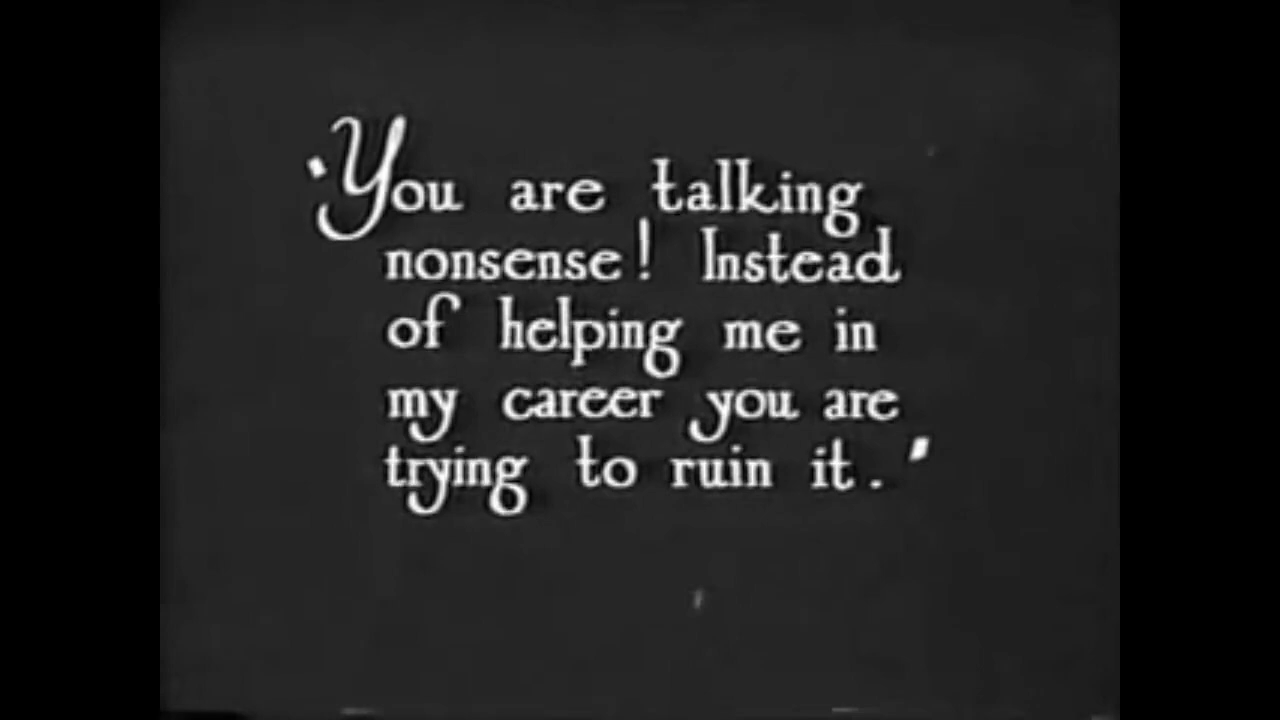 'You are talking
nonsense! Instead
of helping me in
my career you are
trying to ruin it.'